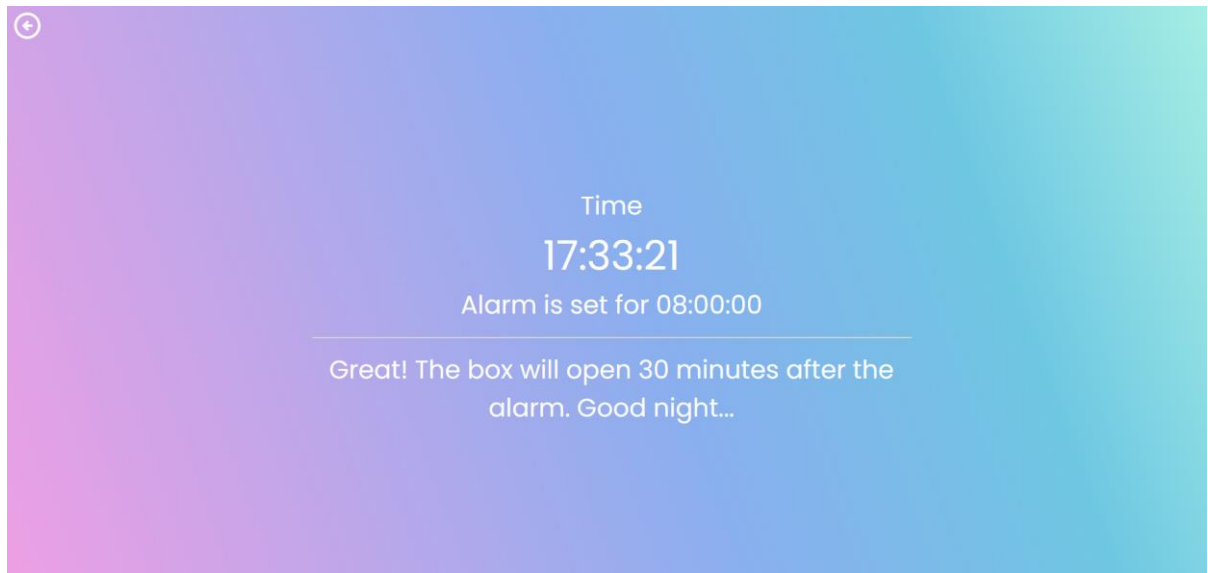 Time
17:33:21
Alarm is set for 08:00:00
Great! The box will open 30 minutes after the
alarm. Good night...